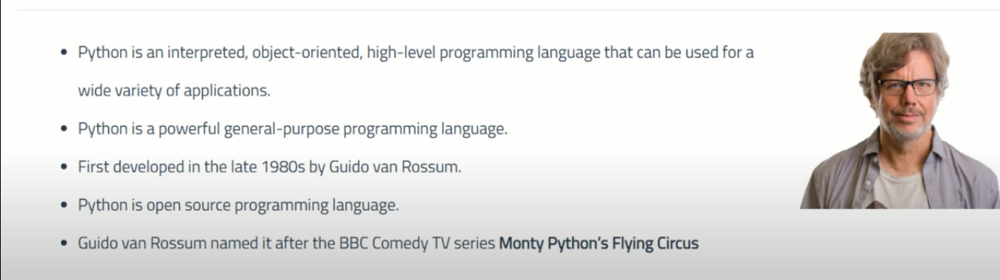 • Python is an interpreted, object-oriented, high-level programming language that can be used for a
wide variety of applications.
• Python is a powerful general-purpose programming language.
• First developed in the late 1980s by Guido van Rossum.
• Python is open source programming language.
• Guido van Rossum named it after the BBC Comedy TV series Monty Python's Flying Circus